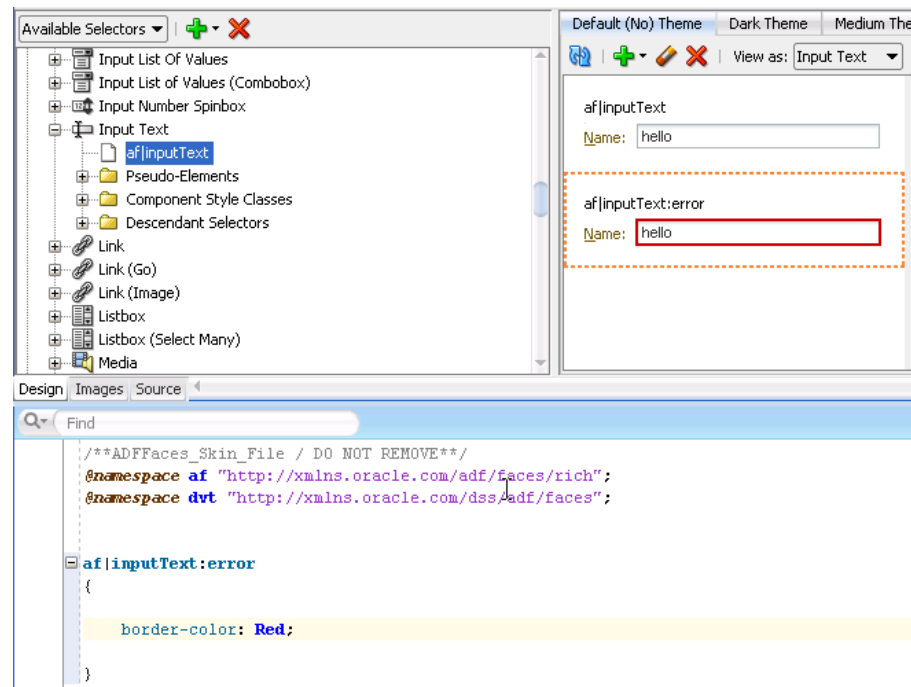 Available Selectors
Input List Of Values
Input List of Values (Combobox)
Input Number Spinbox
Input Text
af|inputText
Pseudo-Elements
Component Style Classes
Descendant Selectors
Link
Link (Go)
Link (Image)
Listbox
Listbox (Select Many)
Media
Default (No) Theme
Dark Theme
Medium The
View as: Input Text
af|inputText
Name: hello
af|inputText:error
Name: hello
Design Images Source
Find
/**ADFFaces_Skin_File / DO NOT REMOVE**/
@namespace af "http://xmlns.oracle.com/adf/faces/rich";
@namespace dvt "http://xmlns.oracle.com/dss/adf/faces";
af|inputText:error
{
border-color: Red;
}